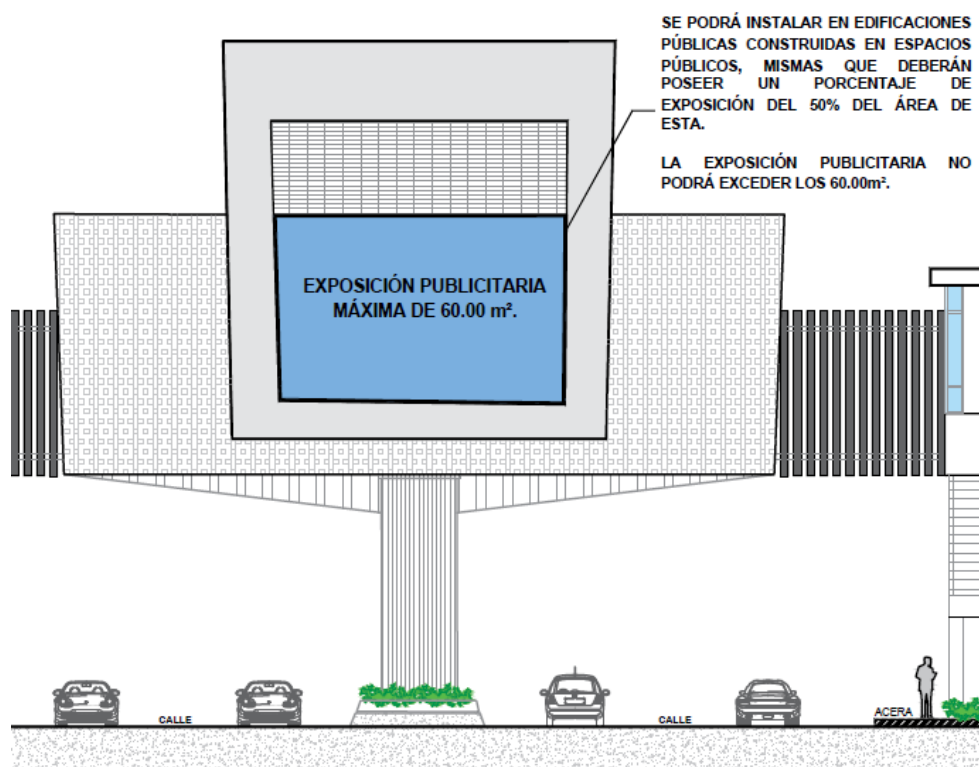 SE PODRÁ INSTALAR EN EDIFICACIONES
PÚBLICAS CONSTRUIDAS EN ESPACIOS
PÚBLICOS, MISMAS QUE DEBERÁN
POSEER UN PORCENTAJE DE
EXPOSICIÓN DEL 50% DEL ÁREA DE
ESTA.
LA EXPOSICIÓN PUBLICITARIA NO
PODRÁ EXCEDER LOS 60.00m².
EXPOSICIÓN PUBLICITARIA
MÁXIMA DE 60.00 m².
CALLE
CALLE
ACERA